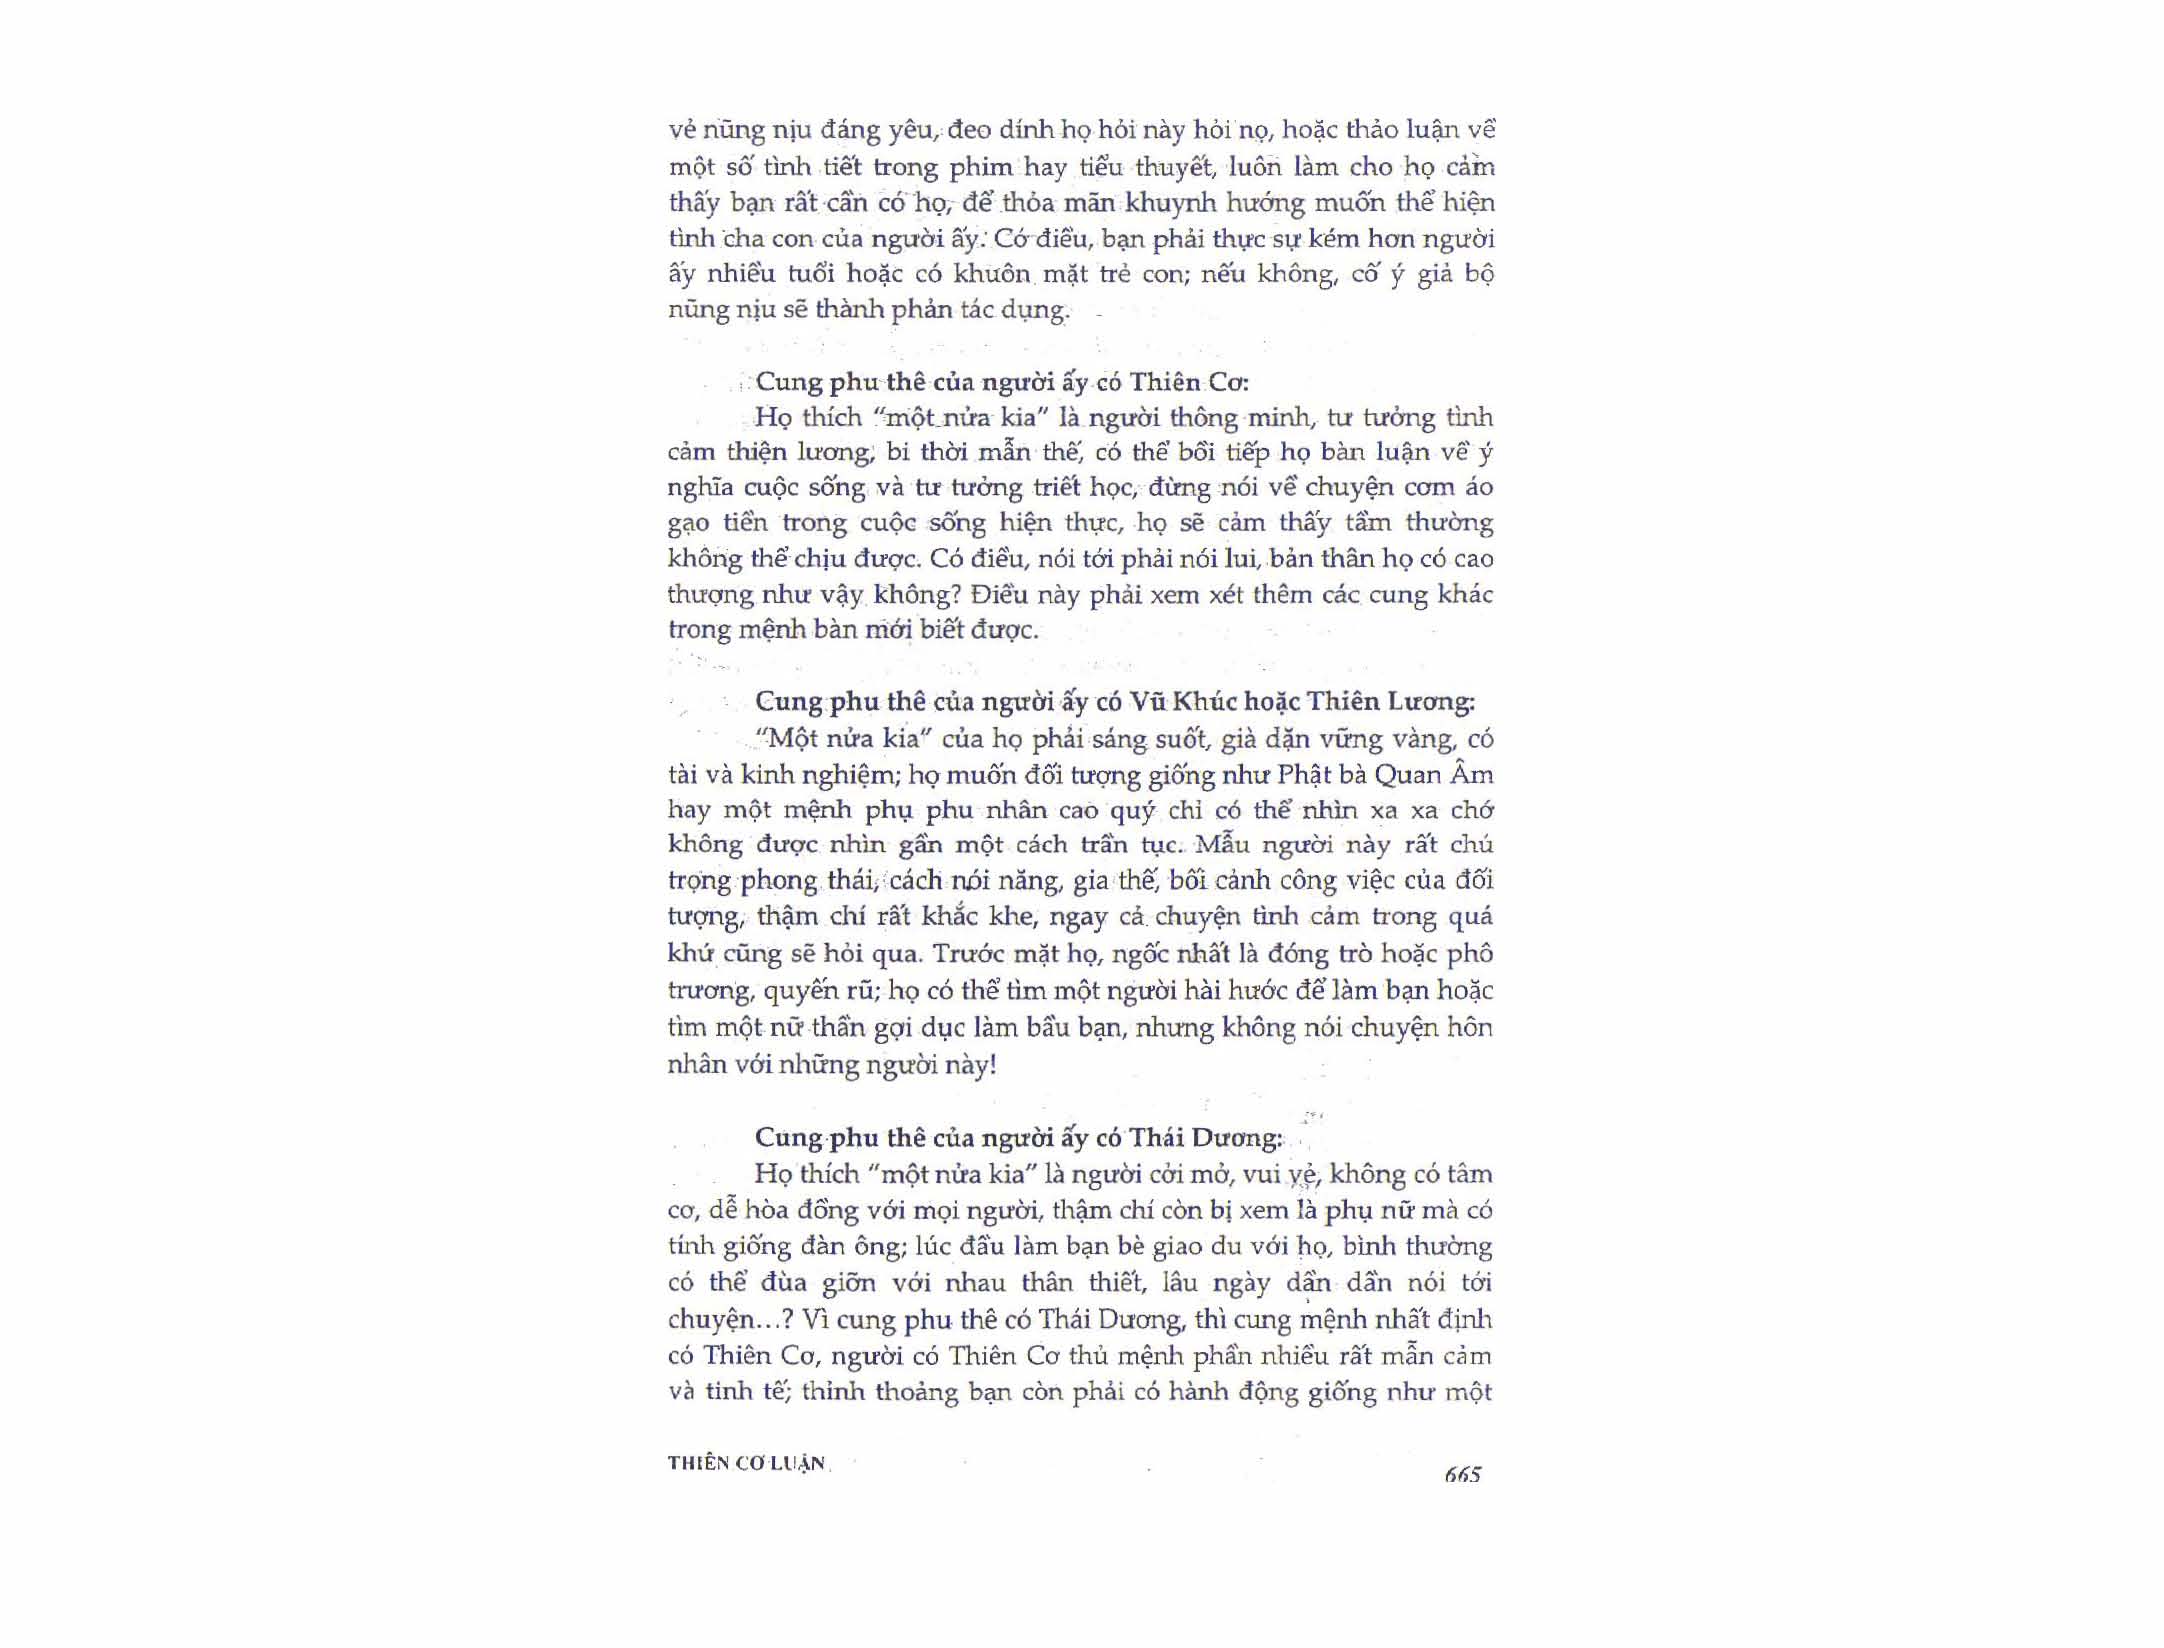 vẻ nũng nịu đáng yêu, đeo dính họ hỏi này hỏi nọ, hoặc thảo luận về
một số tình tiết trong phim hay tiểu thuyết, luôn làm cho họ cảm
thấy bạn rất cần có họ, để thỏa mãn khuynh hướng muốn thể hiện
tình cha con của người ấy. Có điều, bạn phải thực sự kém hơn người
ấy nhiều tuổi hoặc có khuôn mặt trẻ con; nếu không, cố ý giả bộ
nũng nịu sẽ thành phản tác dụng.
Cung phu thê của người ấy có Thiên Cơ:
Họ thích "một nửa kia" là người thông minh, tư tưởng tình
cảm thiện lương, bi thời mẫn thế, có thể bồi tiếp họ bàn luận về ý
nghĩa cuộc sống và tư tưởng triết học, đừng nói về chuyện cơm áo
gạo tiền trong cuộc sống hiện thực, họ sẽ cảm thấy tầm thường
không thể chịu được. Có điều, nói tới phải nói lui, bản thân họ có cao
thượng như vậy không? Điều này phải xem xét thêm các cung khác
trong mệnh bàn mới biết được.
Cung phu thê của người ấy có Vũ Khúc hoặc Thiên Lương:
"Một nửa kia" của họ phải sáng suốt, già dặn vững vàng, có
tài và kinh nghiệm; họ muốn đối tượng giống như Phật bà Quan Âm
hay một mệnh phụ phu nhân cao quý chỉ có thể nhìn xa xa chớ
không được nhìn gần một cách trần tục. Mẫu người này rất chú
trọng phong thái, cách nói năng, gia thế, bối cảnh công việc của đối
tượng, thậm chí rất khắc khe, ngay cả chuyện tình cảm trong quá
khứ cũng sẽ hỏi qua. Trước mặt họ, ngốc nhất là đóng trò hoặc phô
trương, quyến rũ; họ có thể tìm một người hài hước để làm bạn hoặc
tìm một nữ thần gợi dục làm bầu bạn, nhưng không nói chuyện hôn
nhân với những người này!
Cung phu thê của người ấy có Thái Dương:
Họ thích "một nửa kia" là người cởi mở, vui vẻ, không có tâm
cơ, dễ hòa đồng với mọi người, thậm chí còn bị xem là phụ nữ mà có
tính giống đàn ông; lúc đầu làm bạn bè giao du với họ, bình thường
có thể đùa giỡn với nhau thân thiết, lâu ngày dần dần nói tới
chuyện...? Vì cung phu thê có Thái Dương, thì cung mệnh nhất định
có Thiên Cơ, người có Thiên Cơ thủ mệnh phần nhiều rất mẫn cảm
và tinh tế; thỉnh thoảng bạn còn phải có hành động giống như một
THIÊN CƠ LUẬN
665